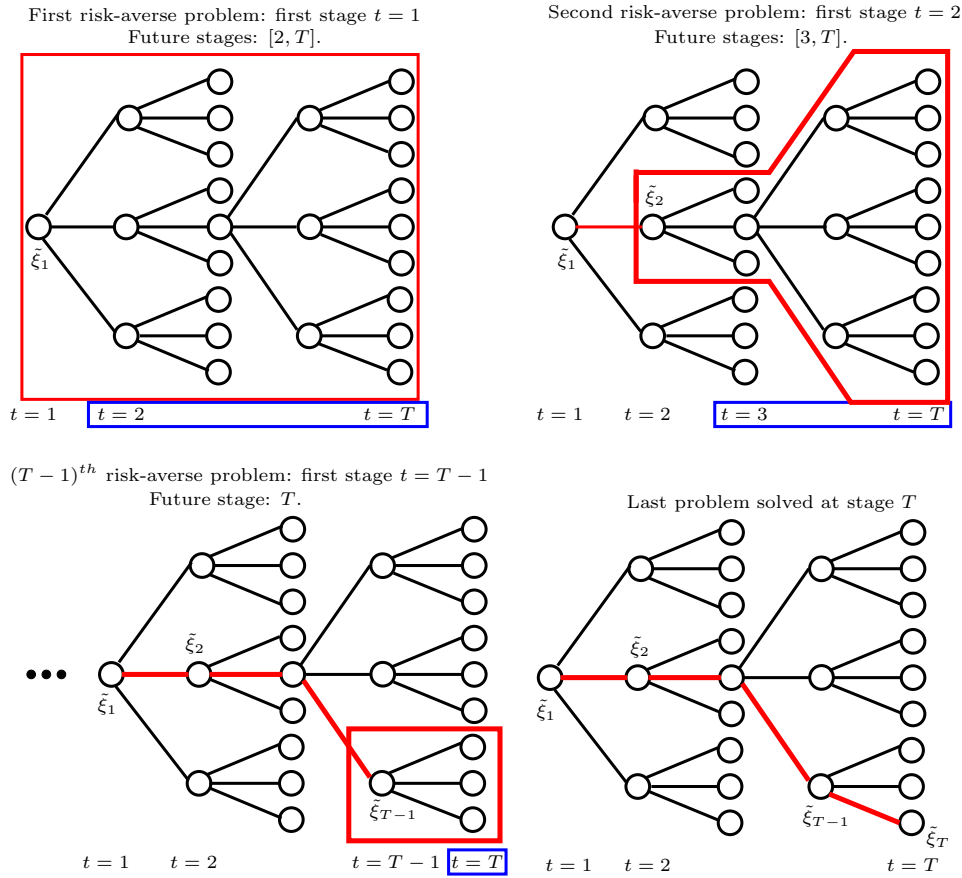 First risk-averse problem: first stage t = 1
Future stages: [2, T].
ξ̃₁
t = 1 t = 2 t = T
Second risk-averse problem: first stage t = 2
Future stages: [3, T].
ξ̃₂
ξ̃₁
t = 1 t = 2 t = 3 t = T
(T − 1)ᵗʰ risk-averse problem: first stage t = T − 1
Future stage: T.
ξ̃₂
ξ̃₁
ξ̃_{T−1}
t = 1 t = 2 t = T − 1 t = T
Last problem solved at stage T
ξ̃₂
ξ̃₁
ξ̃_{T−1}
ξ̃_T
t = 1 t = 2 t = T